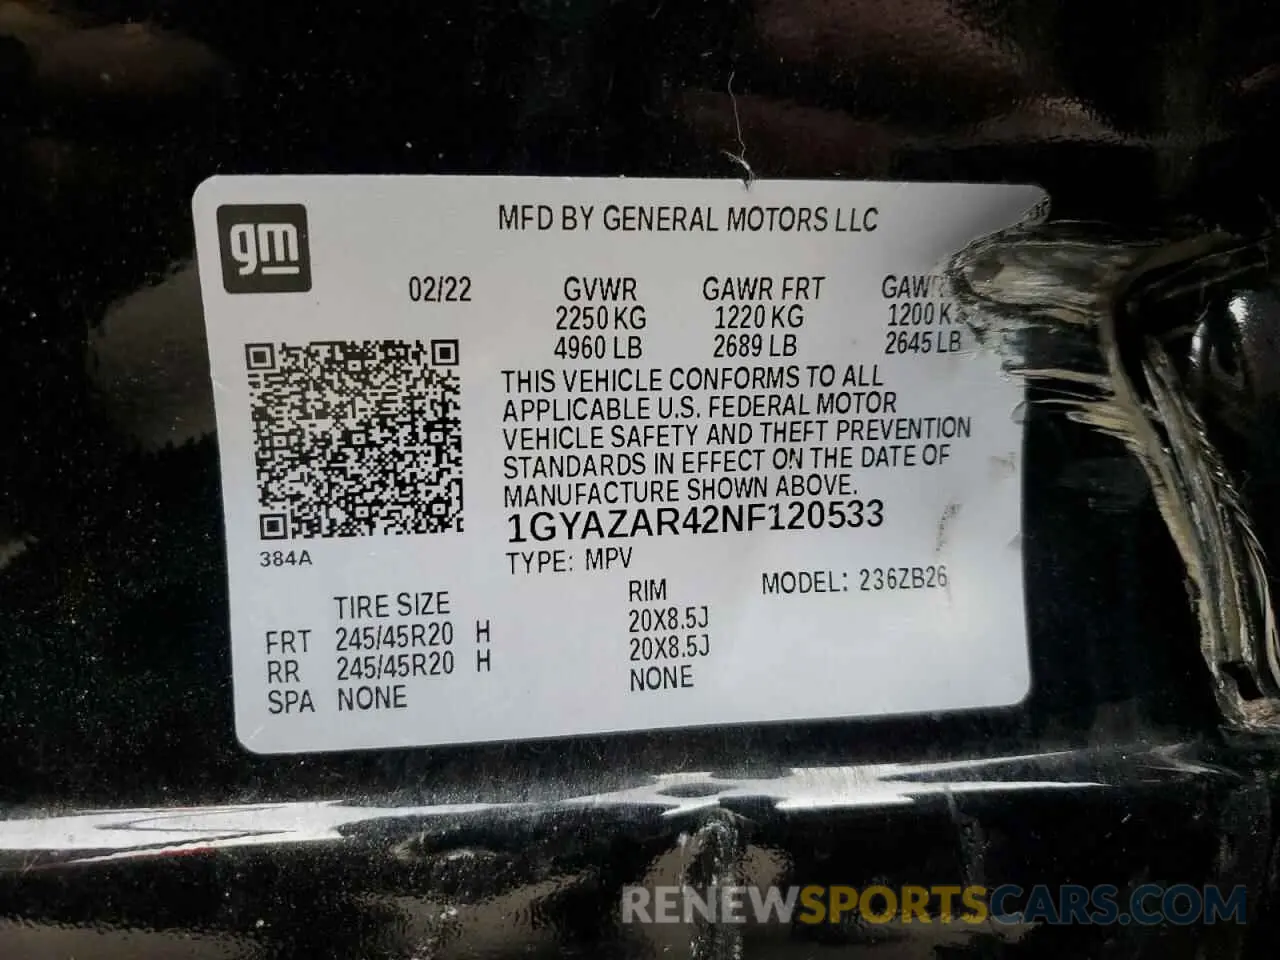 gm
MFD BY GENERAL MOTORS LLC
02/22 GVWR GAWR FRT
2250 KG 1220 KG 1200 K
4960 LB 2689 LB 2645 LB
THIS VEHICLE CONFORMS TO ALL
APPLICABLE U.S. FEDERAL MOTOR
VEHICLE SAFETY AND THEFT PREVENTION
STANDARDS IN EFFECT ON THE DATE OF
MANUFACTURE SHOWN ABOVE.
1GYAZAR42NF120533
384A
TYPE: MPV
MODEL: 236ZB26
TIRE SIZE RIM
FRT 245/45R20 H 20X8.5J
RR 245/45R20 H 20X8.5J
SPA NONE NONE
RENEWSPORTSCARS.COM